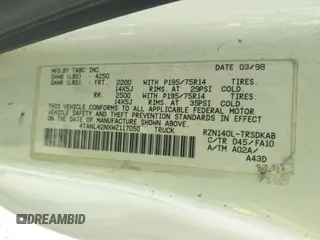 MFD BY TABC INC. DATE 03/98
GVWR (LBS): 4250
GAWR (LBS): FRT. 2200 WITH P195/75R14 TIRES,
14X5J RIMS, AT 29PSI COLD.
RR. 2500 WITH P195/75R14 TIRES,
14X5J RIMS, AT 35PSI COLD.
THIS VEHICLE CONFORMS TO ALL APPLICABLE FEDERAL MOTOR
VEHICLE SAFETY AND THEFT PREVENTION STANDARDS IN EFFECT
ON THE DATE OF MANUFACTURE SHOWN ABOVE.
4TANL42NXWZ117050 TRUCK RZN140L-TRSDKAB
C/TR 045/FA10
A/TM A02A/
A43D
IAAI.COM